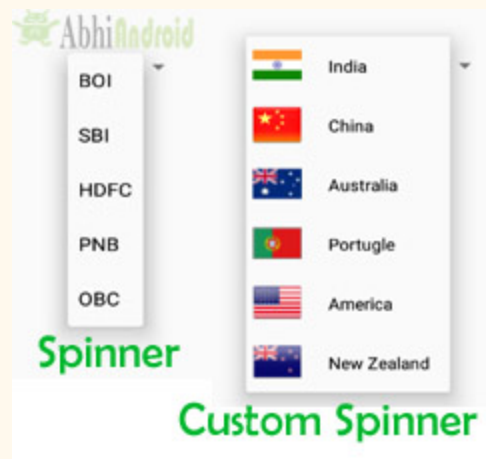 AbhiAndroid
BOI
SBI
HDFC
PNB
OBC
Spinner
India
China
Australia
Portugle
America
New Zealand
Custom Spinner